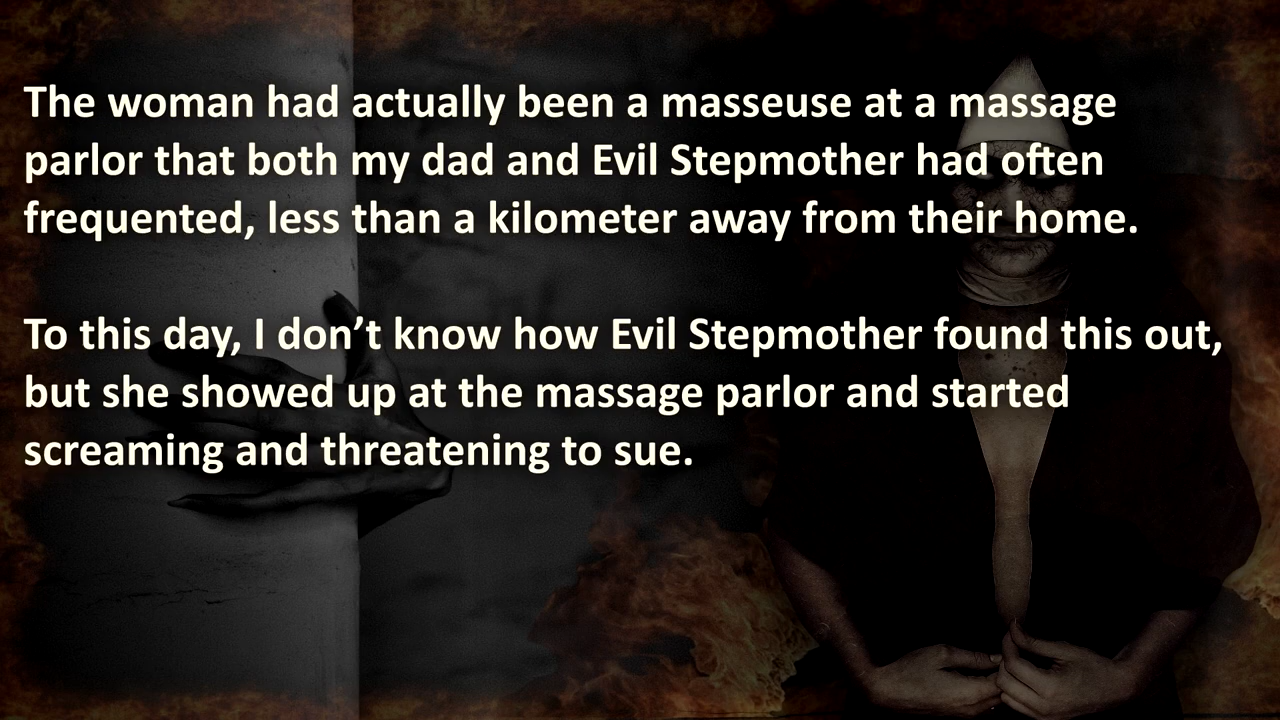 The woman had actually been a masseuse at a massage
parlor that both my dad and Evil Stepmother had often
frequented, less than a kilometer away from their home.
To this day, I don’t know how Evil Stepmother found this out,
but she showed up at the massage parlor and started
screaming and threatening to sue.